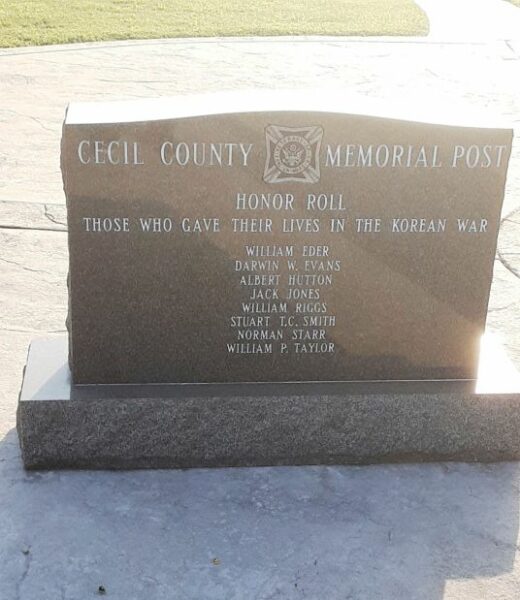 CECIL COUNTY MEMORIAL POST
HONOR ROLL
THOSE WHO GAVE THEIR LIVES IN THE KOREAN WAR
WILLIAM EDER
DARWIN W. EVANS
ALBERT HUTTON
JACK JONES
WILLIAM RIGGS
STUART T.C. SMITH
NORMAN STARR
WILLIAM P. TAYLOR